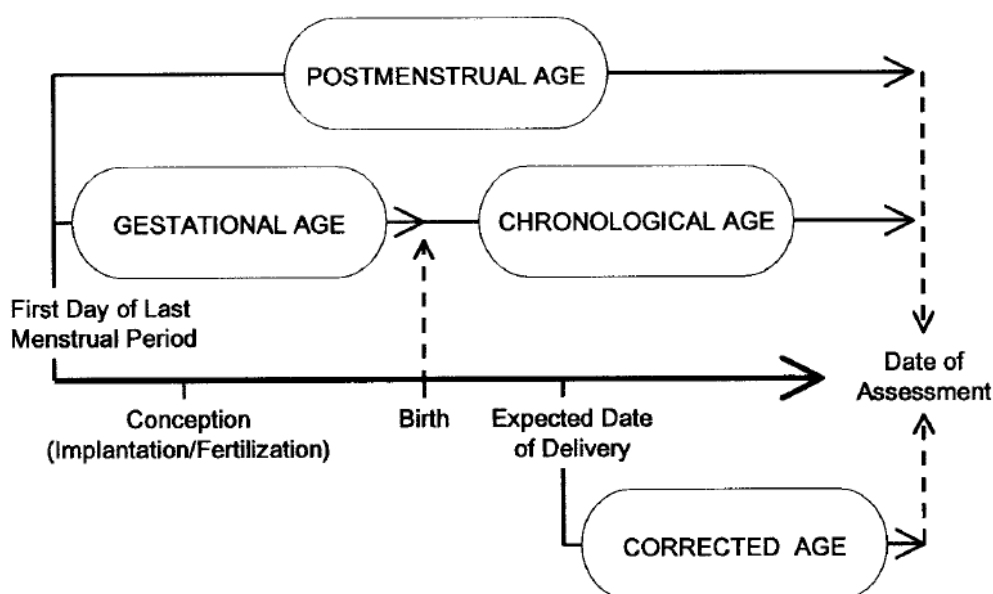 POSTMENSTRUAL AGE
GESTATIONAL AGE
CHRONOLOGICAL AGE
First Day of Last
Menstrual Period
Date of
Assessment
Conception
(Implantation/Fertilization)
Birth
Expected Date
of Delivery
CORRECTED AGE